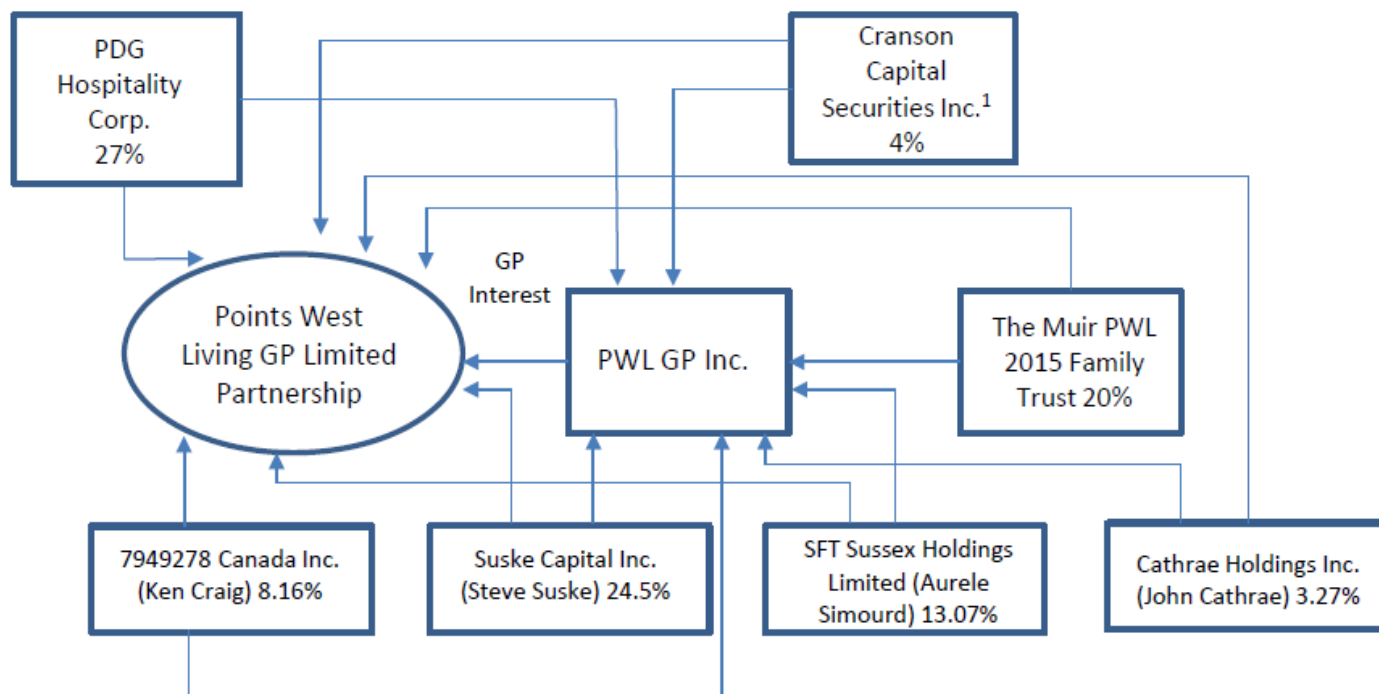 PDG
Hospitality
Corp.
27%
Cranson
Capital
Securities Inc.¹
4%
GP
Interest
Points West
Living GP Limited
Partnership
PWL GP Inc.
The Muir PWL
2015 Family
Trust 20%
7949278 Canada Inc.
(Ken Craig) 8.16%
Suske Capital Inc.
(Steve Suske) 24.5%
SFT Sussex Holdings
Limited (Aurele
Simourd) 13.07%
Cathrae Holdings Inc.
(John Cathrae) 3.27%